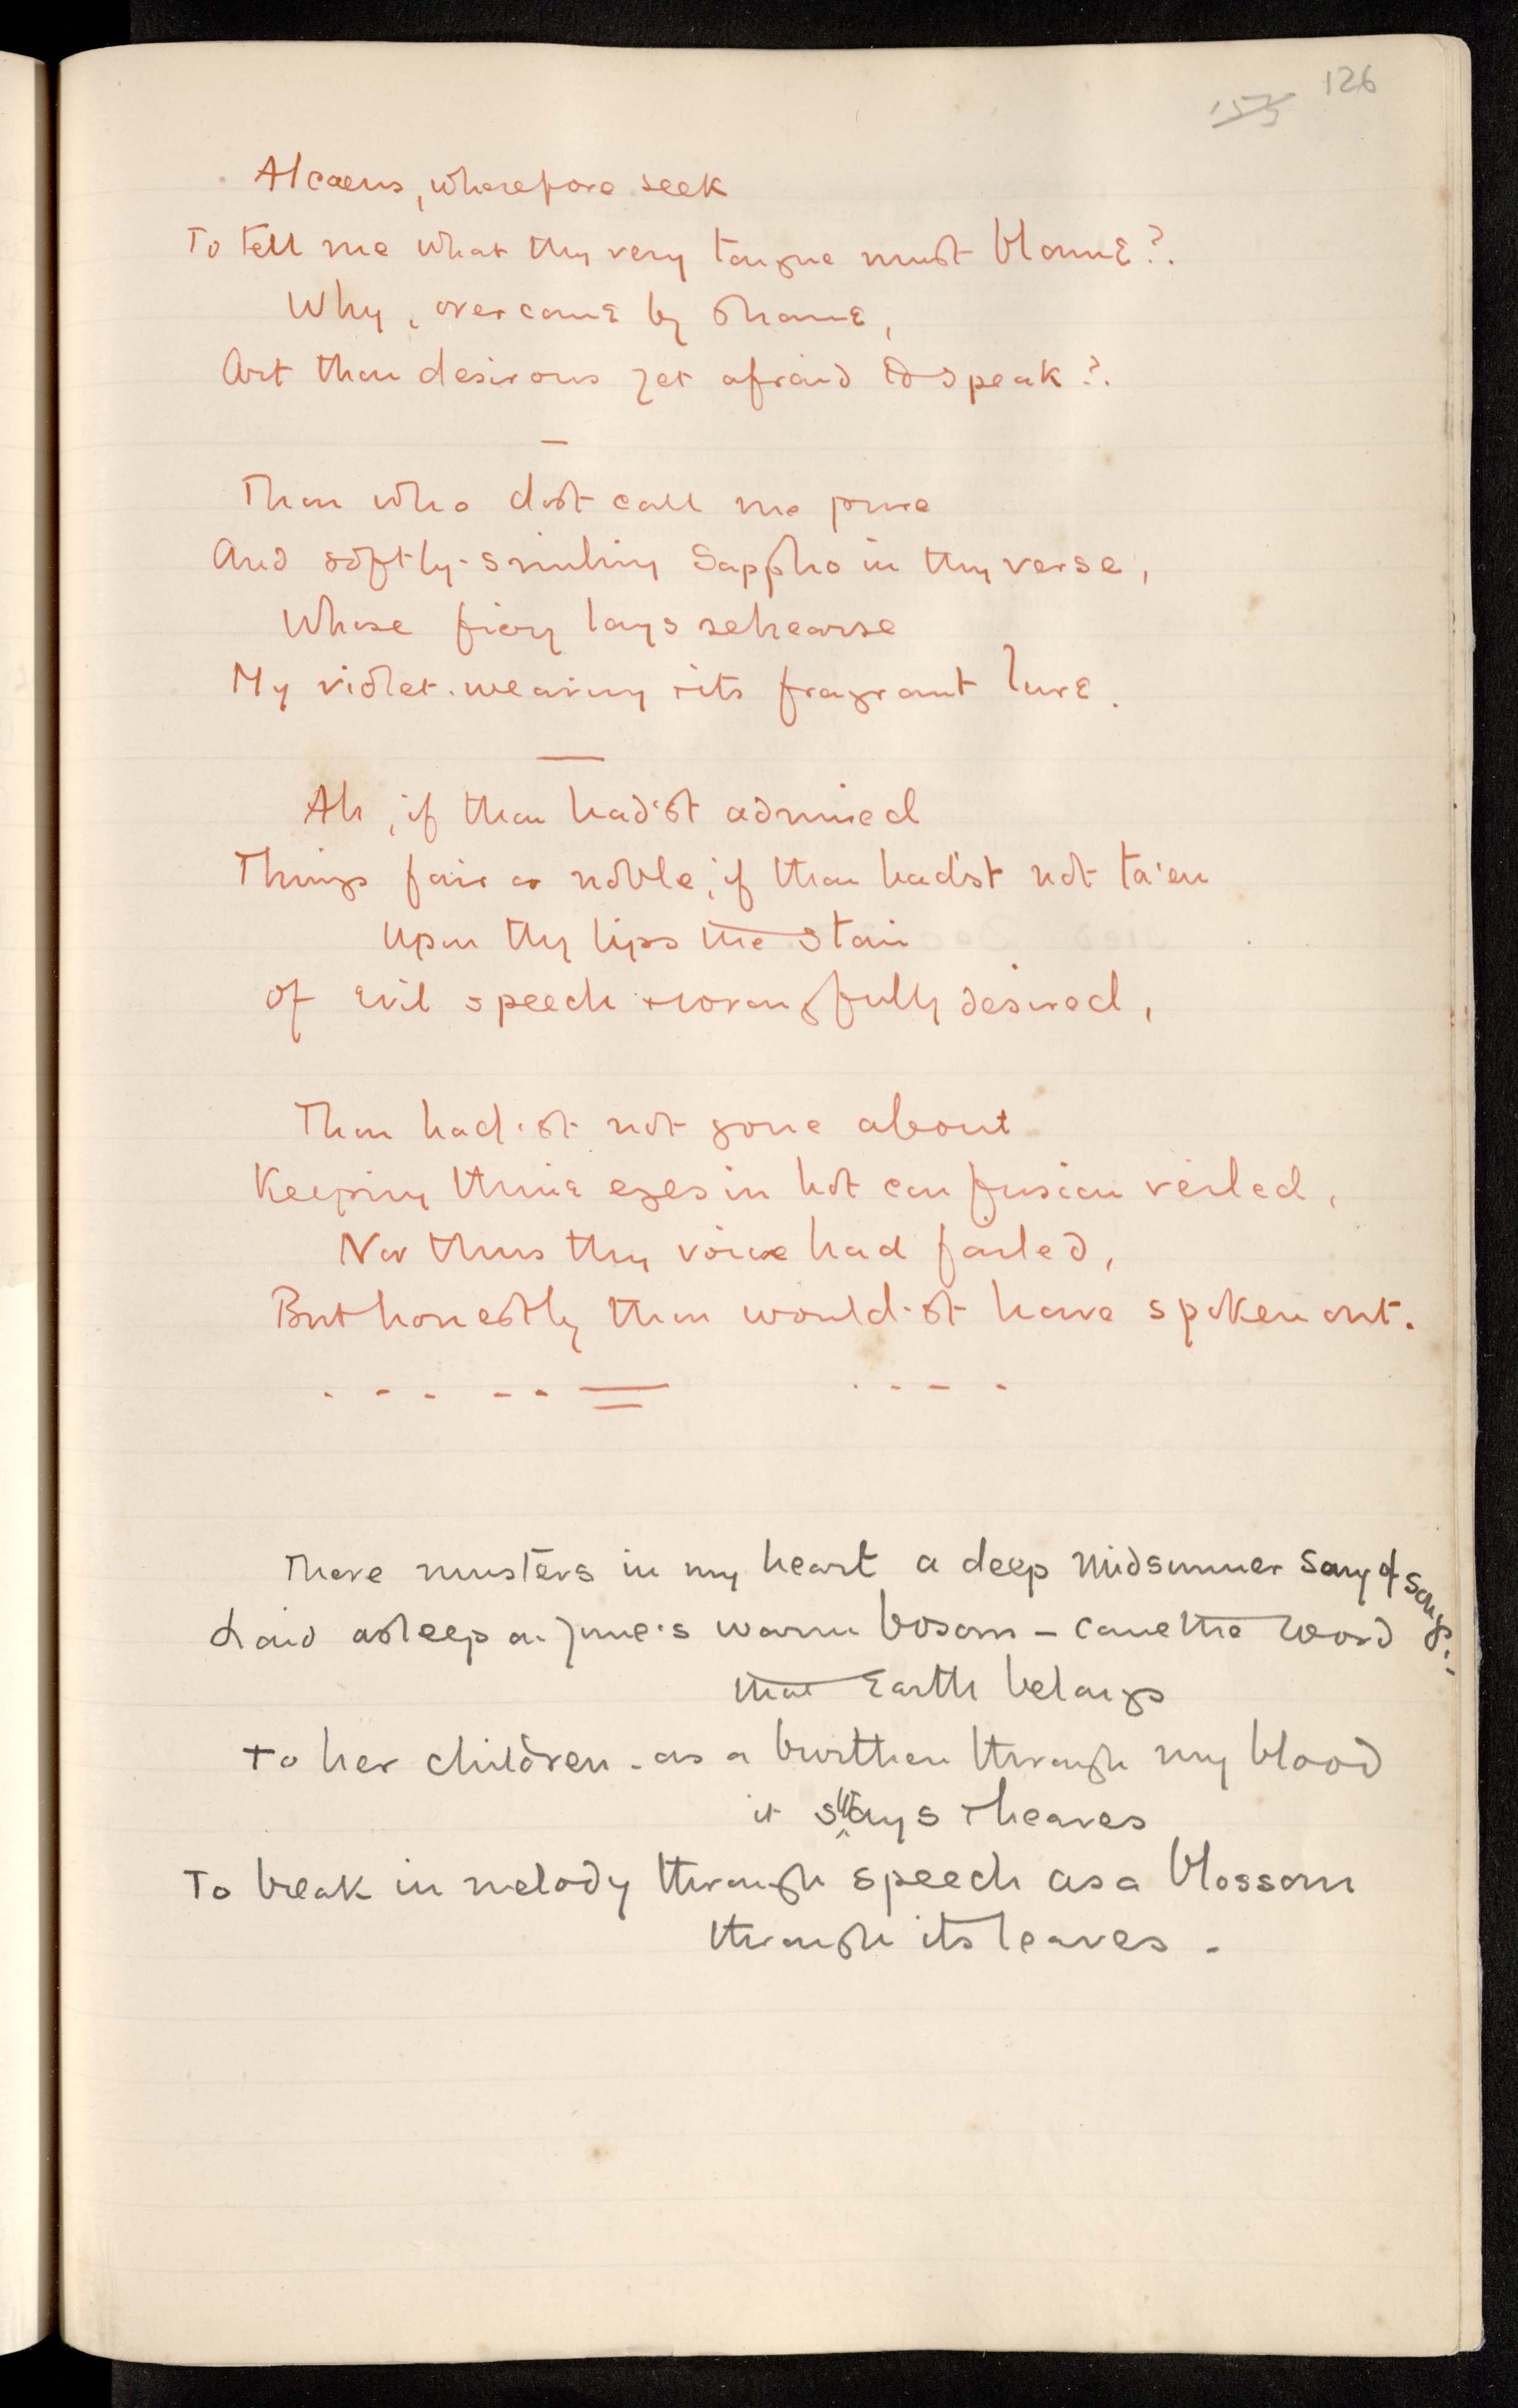 126
155
Alcaeus, wherefore seek
To tell me what thy very tongue must blame?
Why, overcome by shame,
Art thou desirous yet afraid to speak?
Thou who dost call me pure
And softly-smiling Sappho in thy verse,
Whose fiery lays rehearse
My violet-weaving & its fragrant lure.
Ah, if thou had'st admired
Things fair or noble, if thou hadst not ta'en
Upon thy lips the stain
Of evil speech & wrongfully desired,
Thou had'st not gone about
Keeping thine eyes in hot confusion veiled,
Nor thus thy voice had failed,
But honestly thou would'st have spoken out.
There musters in my heart a deep midsummer song of songs:-
Laid asleep on June's warm bosom - came the word
that Earth belongs
To her children - as a burthen through my blood
it sways & heaves
To break in melody through speech as a blossom
through its leaves -